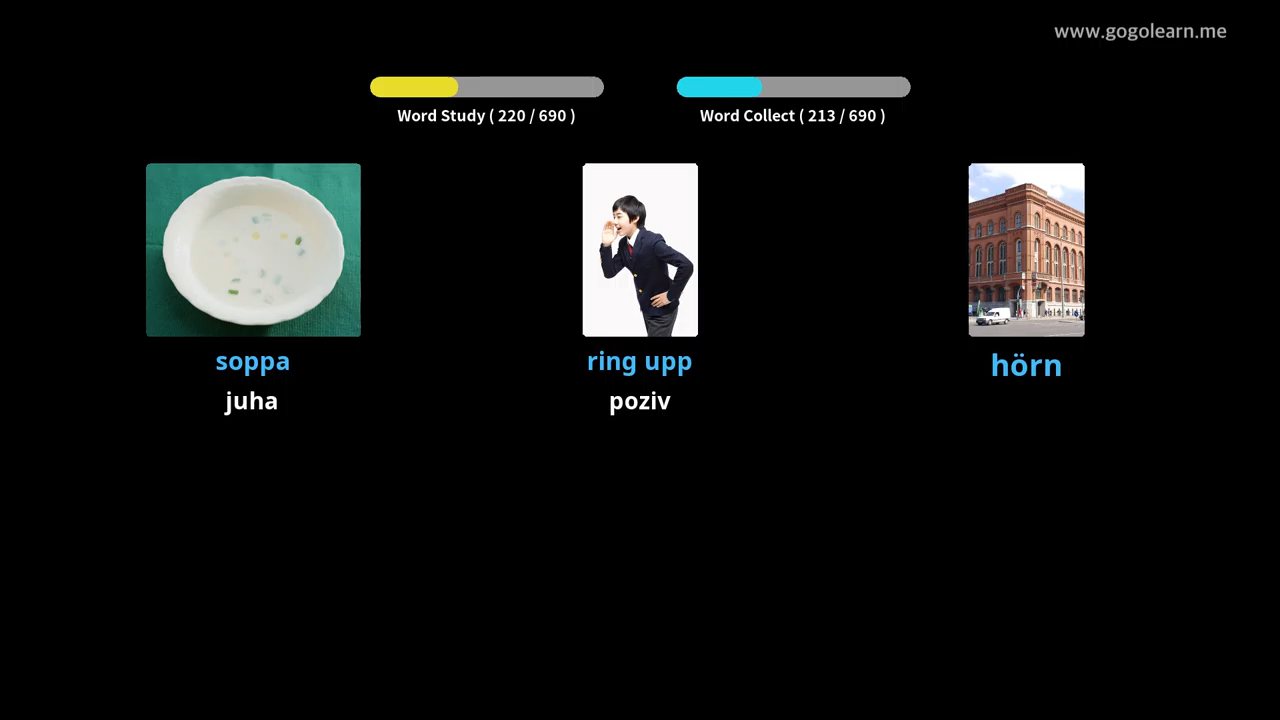 www.gogolearn.me
Word Study ( 220 / 690 )
Word Collect ( 213 / 690 )
soppa
ring upp
hörn
juha
poziv